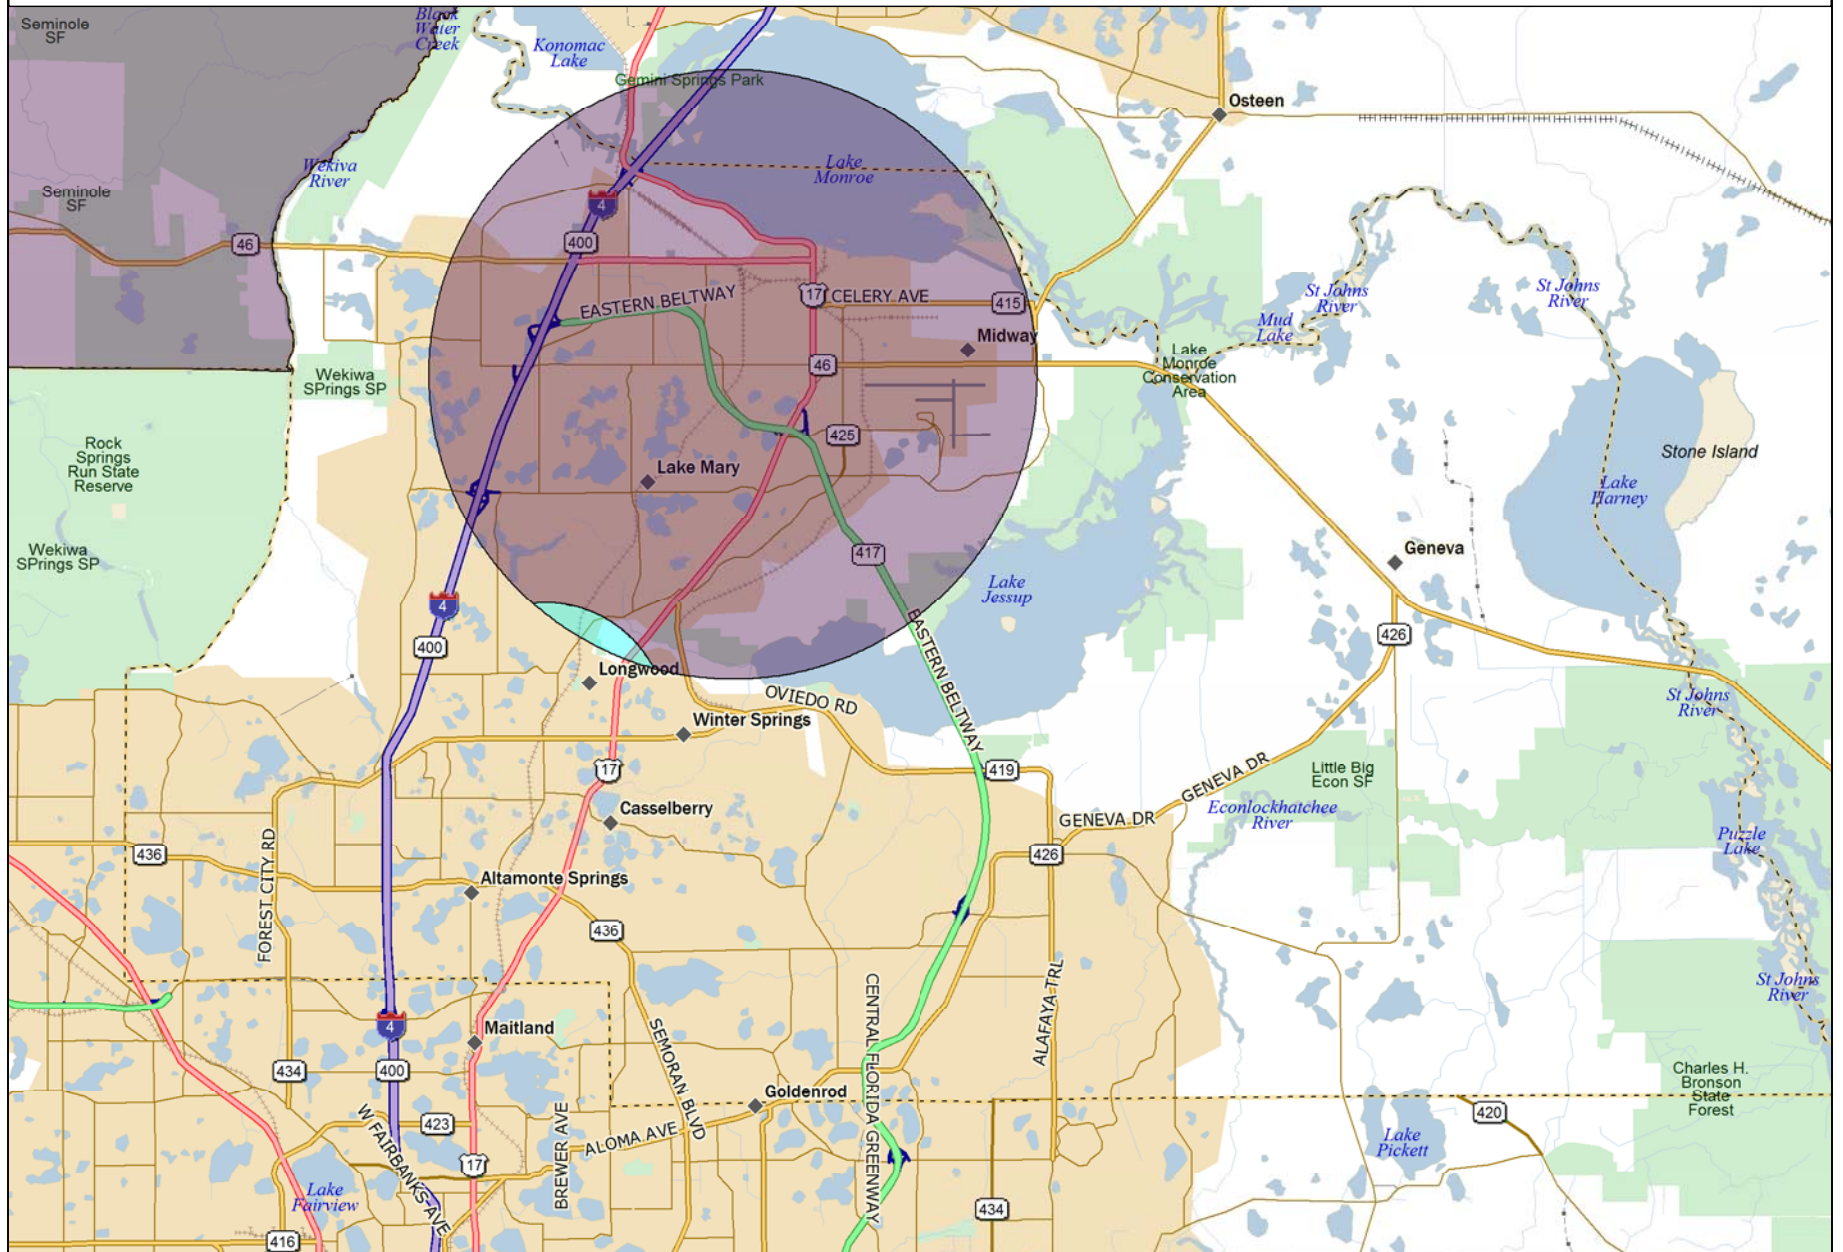 Seminole
SF
Black
Water
Creek
Konomac
Lake
Gemini Springs Park
Osteen
Wekiva
River
Lake
Monroe
Seminole
SF
4
46
400
EASTERN BELTWAY
17
CELERY AVE
415
St Johns
River
St Johns
River
Mud
Lake
Midway
46
Lake
Monroe
Conservation
Area
Wekiwa
SPrings SP
425
Rock
Springs
Run State
Reserve
Lake Mary
Stone Island
Lake
Harney
Wekiwa
SPrings SP
417
Geneva
Lake
Jessup
4
400
426
EASTERN BELTWAY
Longwood
OVIEDO RD
Winter Springs
St Johns
River
17
419
GENEVA DR
Little Big
Econ SF
Casselberry
GENEVA DR
Econlockhatchee
River
Puzzle
Lake
436
FOREST CITY RD
426
Altamonte Springs
436
St Johns
River
CENTRAL FLORIDA GREENWAY
ALAFAYA TRL
4
Maitland
SEMORAN BLVD
434
400
Goldenrod
Charles H.
Bronson
State
Forest
420
W FAIRBANKS AVE
423
BREWER AVE
ALOMA AVE
Lake
Pickett
17
Lake
Fairview
434
416